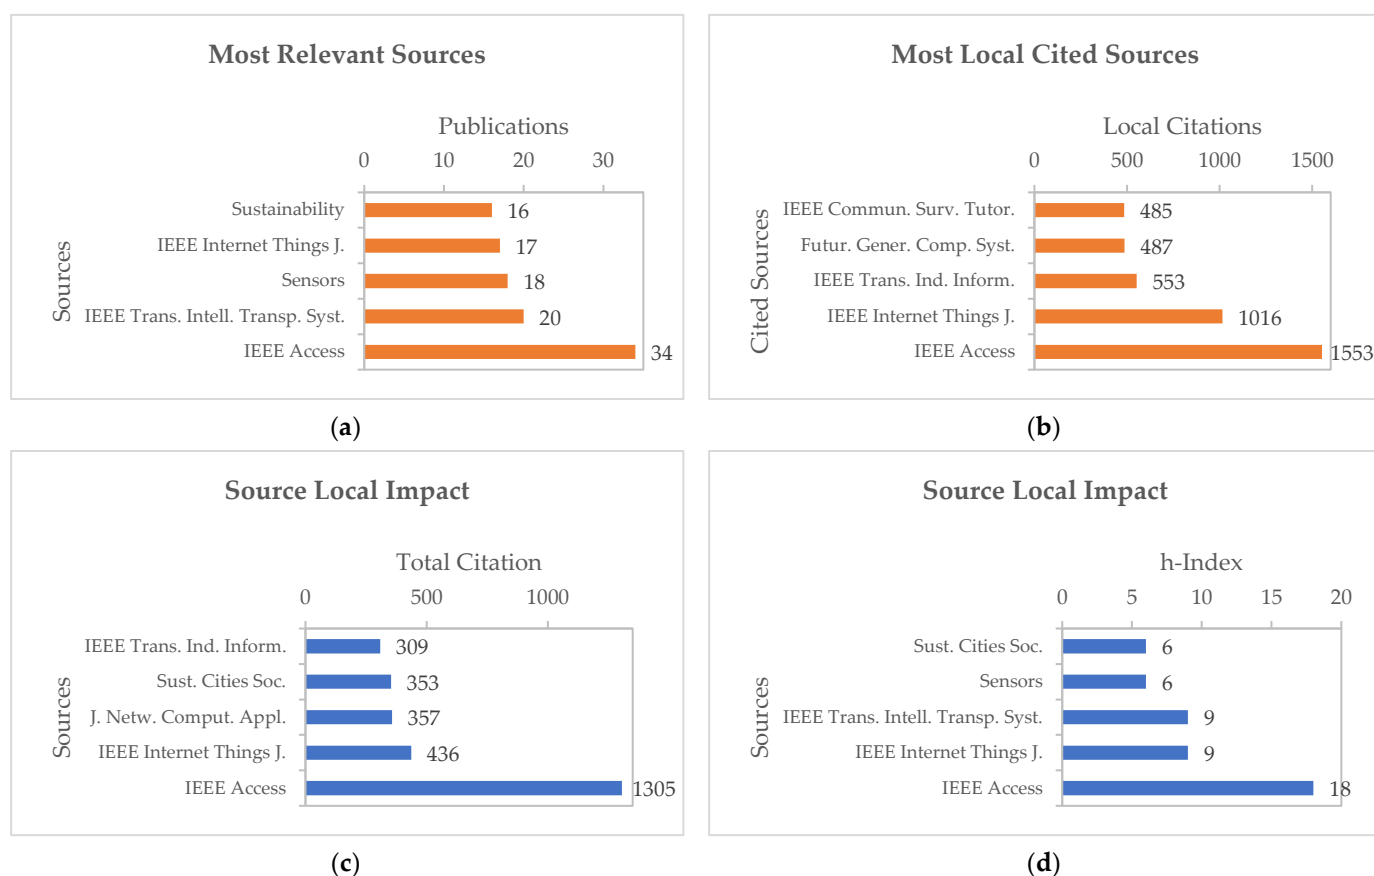 Most Relevant Sources
Publications
0 10 20 30
Sources
Sustainability 16
IEEE Internet Things J. 17
Sensors 18
IEEE Trans. Intell. Transp. Syst. 20
IEEE Access 34
(a)
Most Local Cited Sources
Local Citations
0 500 1000 1500
Cited Sources
IEEE Commun. Surv. Tutor. 485
Futur. Gener. Comp. Syst. 487
IEEE Trans. Ind. Inform. 553
IEEE Internet Things J. 1016
IEEE Access 1553
(b)
Source Local Impact
Total Citation
0 500 1000
Sources
IEEE Trans. Ind. Inform. 309
Sust. Cities Soc. 353
J. Netw. Comput. Appl. 357
IEEE Internet Things J. 436
IEEE Access 1305
(c)
Source Local Impact
h-Index
0 5 10 15 20
Sources
Sust. Cities Soc. 6
Sensors 6
IEEE Trans. Intell. Transp. Syst. 9
IEEE Internet Things J. 9
IEEE Access 18
(d)